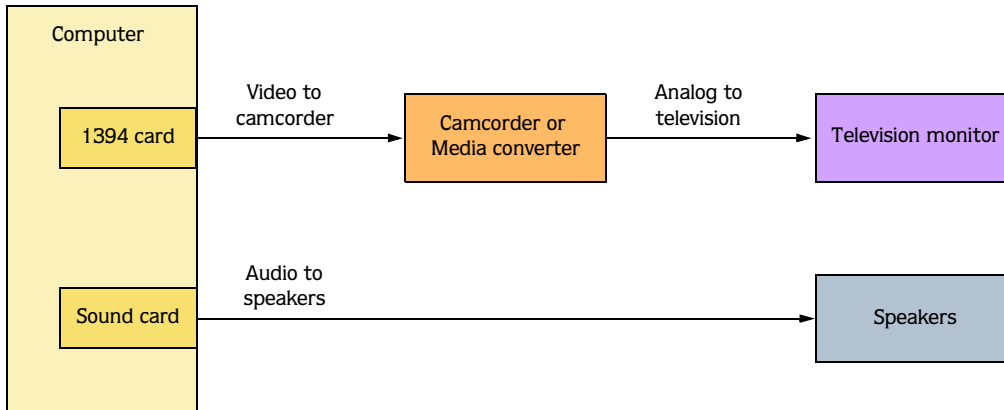 Computer
1394 card
Video to
camcorder
Camcorder or
Media converter
Analog to
television
Television monitor
Sound card
Audio to
speakers
Speakers